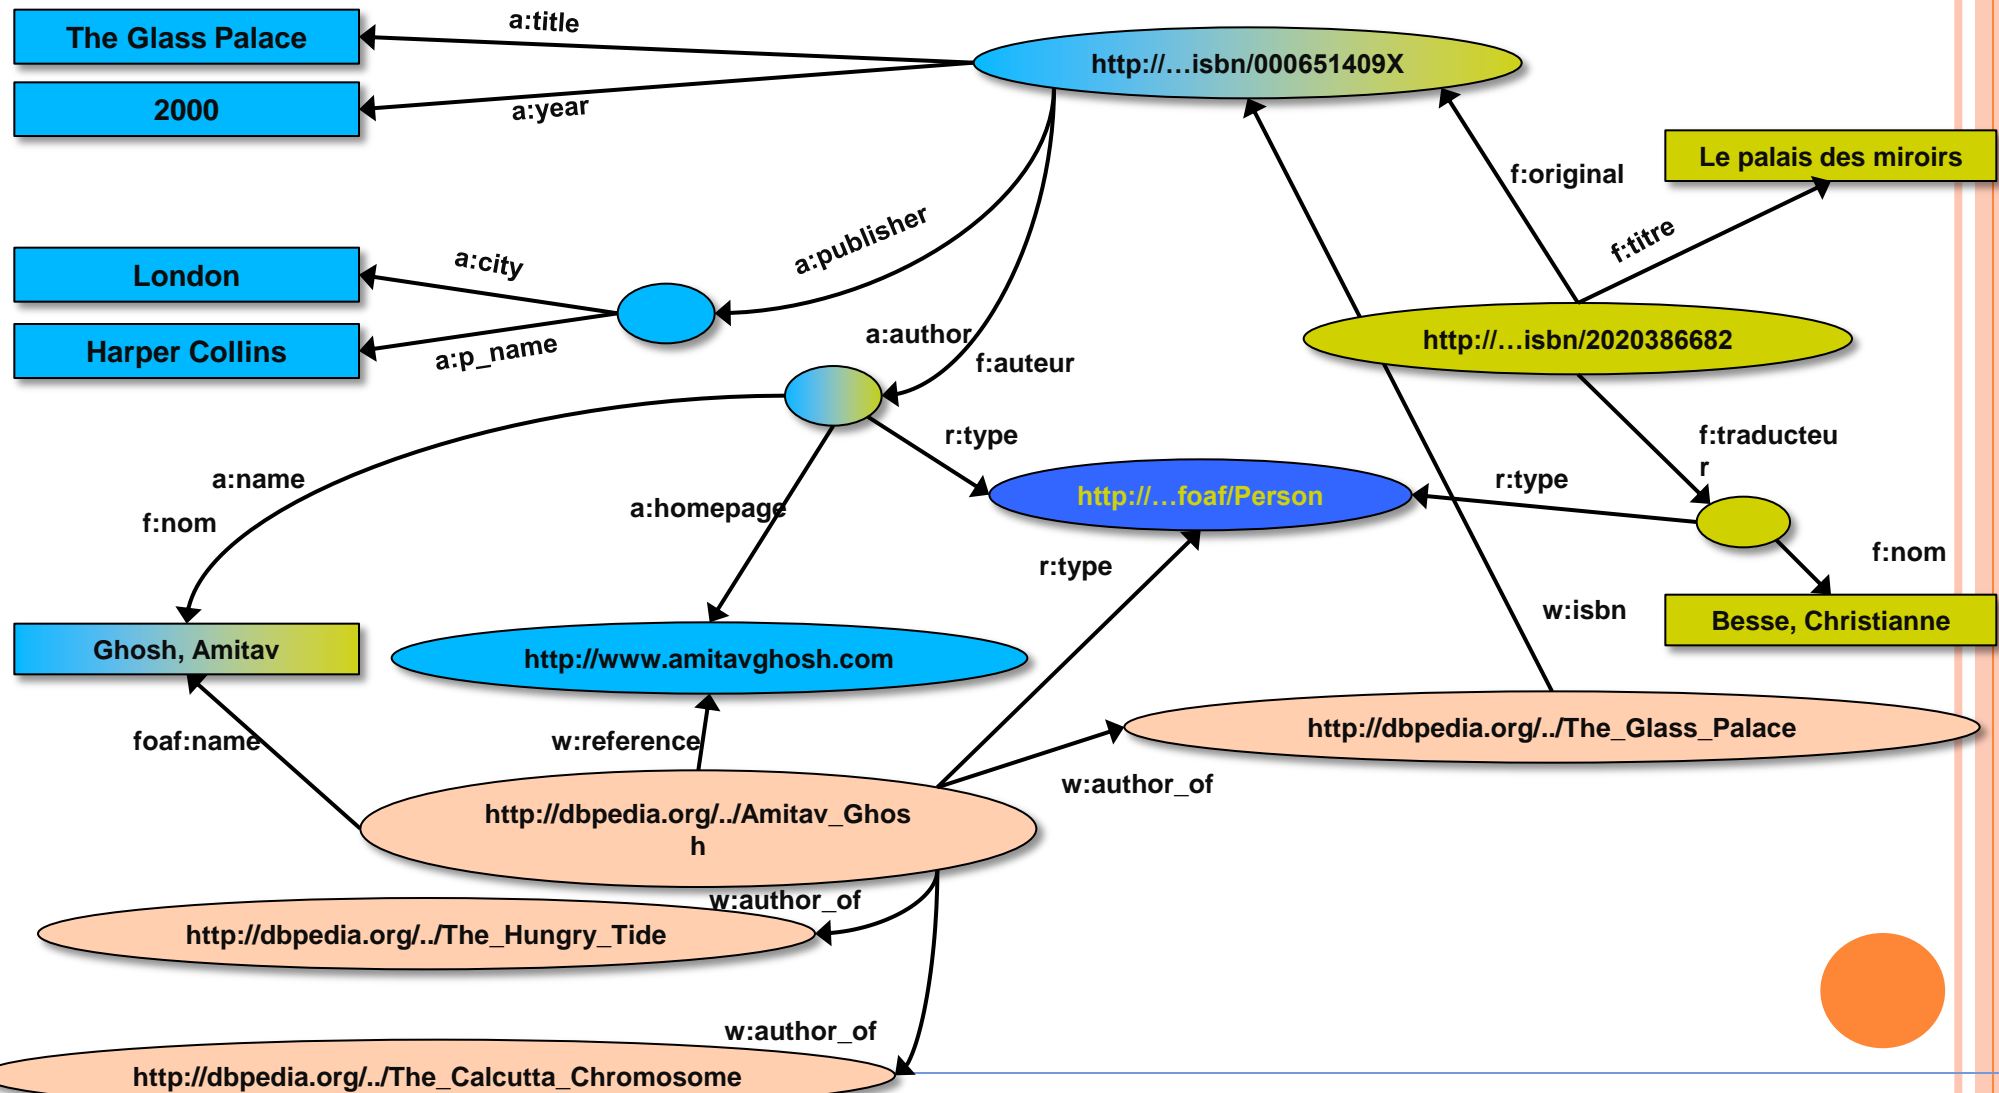 a:title
The Glass Palace
http://...isbn/000651409X
2000
a:year
Le palais des miroirs
f:original
a:publisher
f:titre
a:city
London
a:p_name
Harper Collins
a:author
http://...isbn/2020386682
f:auteur
r:type
f:traducteu
r
a:name
r:type
http://...foaf/Person
a:homepage
f:nom
f:nom
r:type
w:isbn
Besse, Christianne
Ghosh, Amitav
http://www.amitavghosh.com
http://dbpedia.org/../The_Glass_Palace
foaf:name
w:reference
w:author_of
http://dbpedia.org/../Amitav_Ghos
h
w:author_of
http://dbpedia.org/../The_Hungry_Tide
w:author_of
http://dbpedia.org/../The_Calcutta_Chromosome